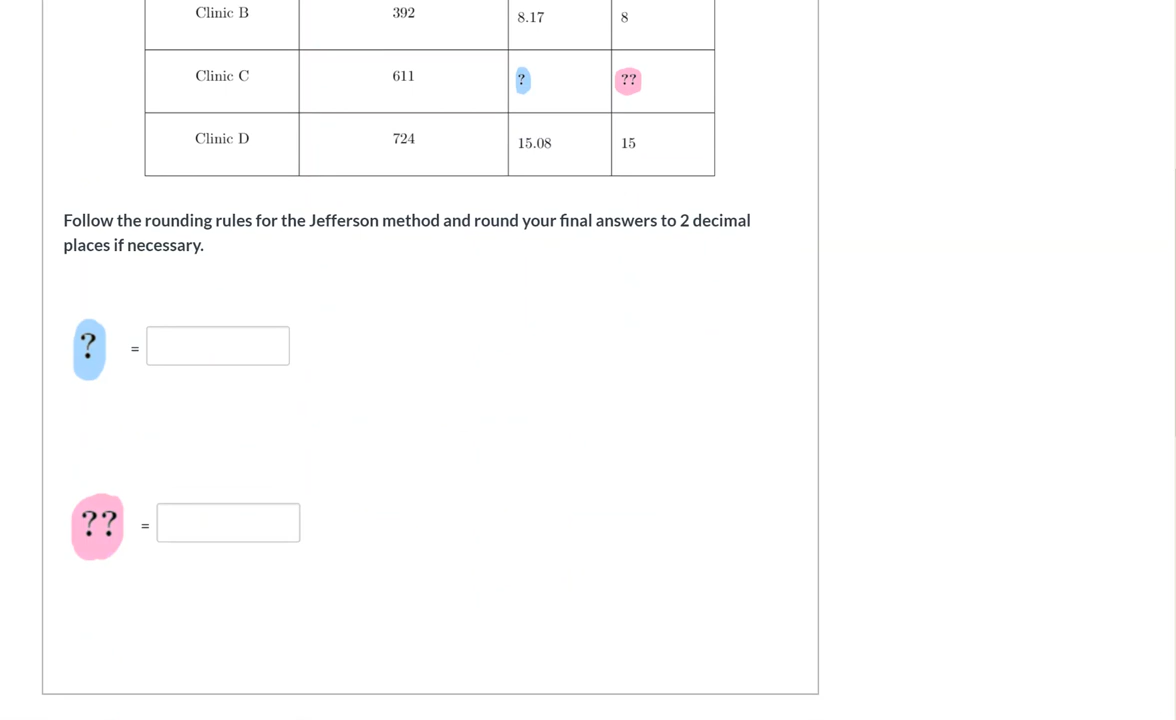 Clinic B 392 8.17 8
Clinic C 611 ? ??
Clinic D 724 15.08 15
Follow the rounding rules for the Jefferson method and round your final answers to 2 decimal
places if necessary.
? =
?? =